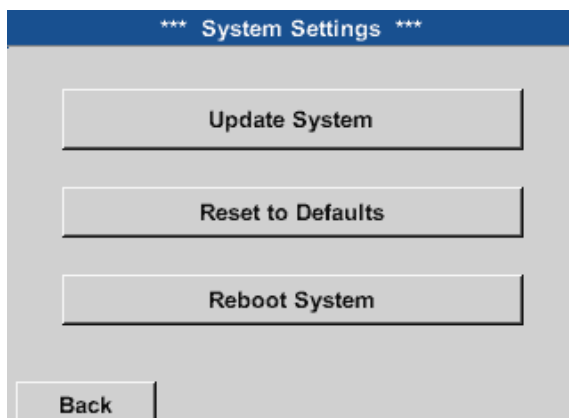 *** System Settings ***
Update System
Reset to Defaults
Reboot System
Back